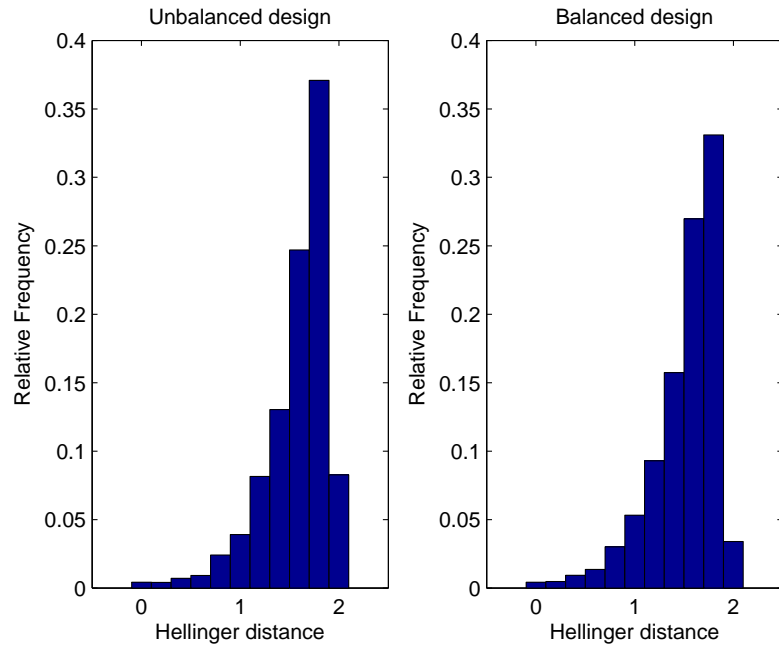 Unbalanced design
0.4
0.35
0.3
0.25
0.2
0.15
0.1
0.05
0
0 1 2
Relative Frequency
Hellinger distance
Balanced design
0.4
0.35
0.3
0.25
0.2
0.15
0.1
0.05
0
0 1 2
Relative Frequency
Hellinger distance